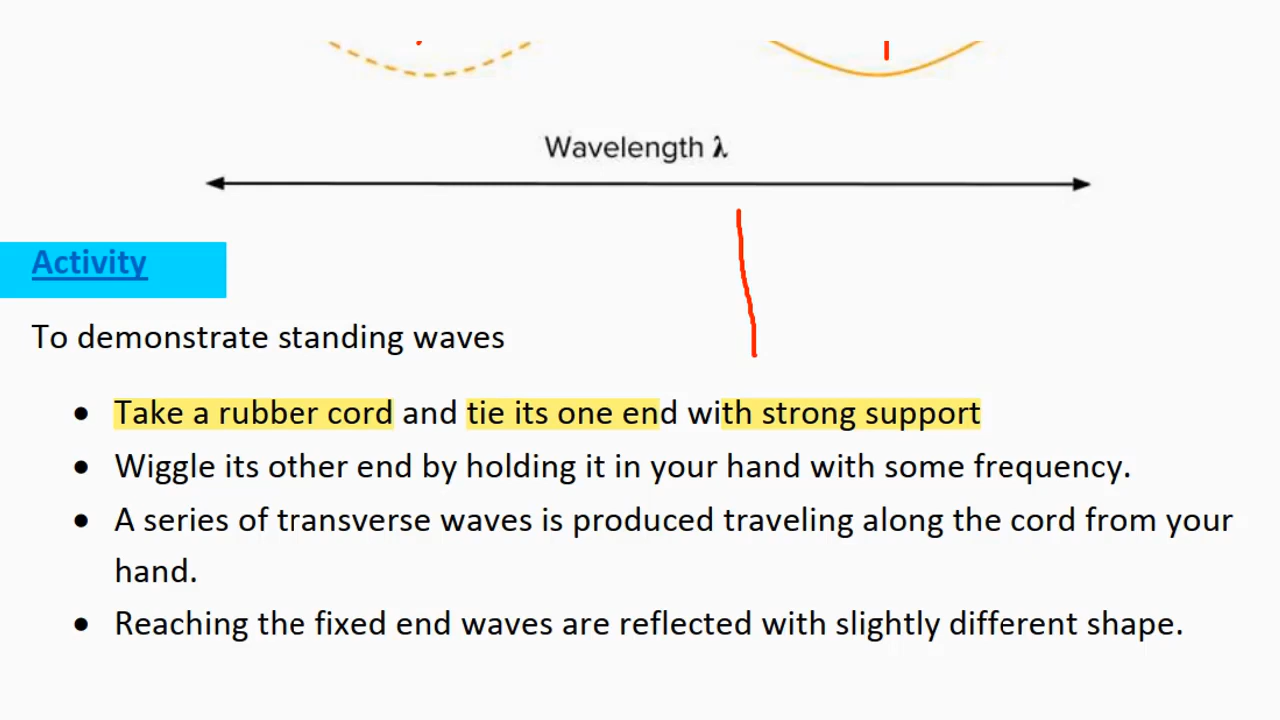 Wavelength λ
Activity
To demonstrate standing waves
• Take a rubber cord and tie its one end with strong support
• Wiggle its other end by holding it in your hand with some frequency.
• A series of transverse waves is produced traveling along the cord from your
hand.
• Reaching the fixed end waves are reflected with slightly different shape.